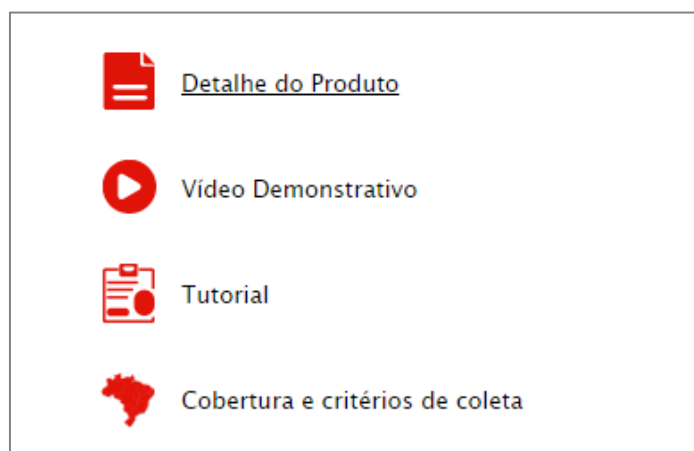 Detalhe do Produto
Vídeo Demonstrativo
Tutorial
Cobertura e critérios de coleta